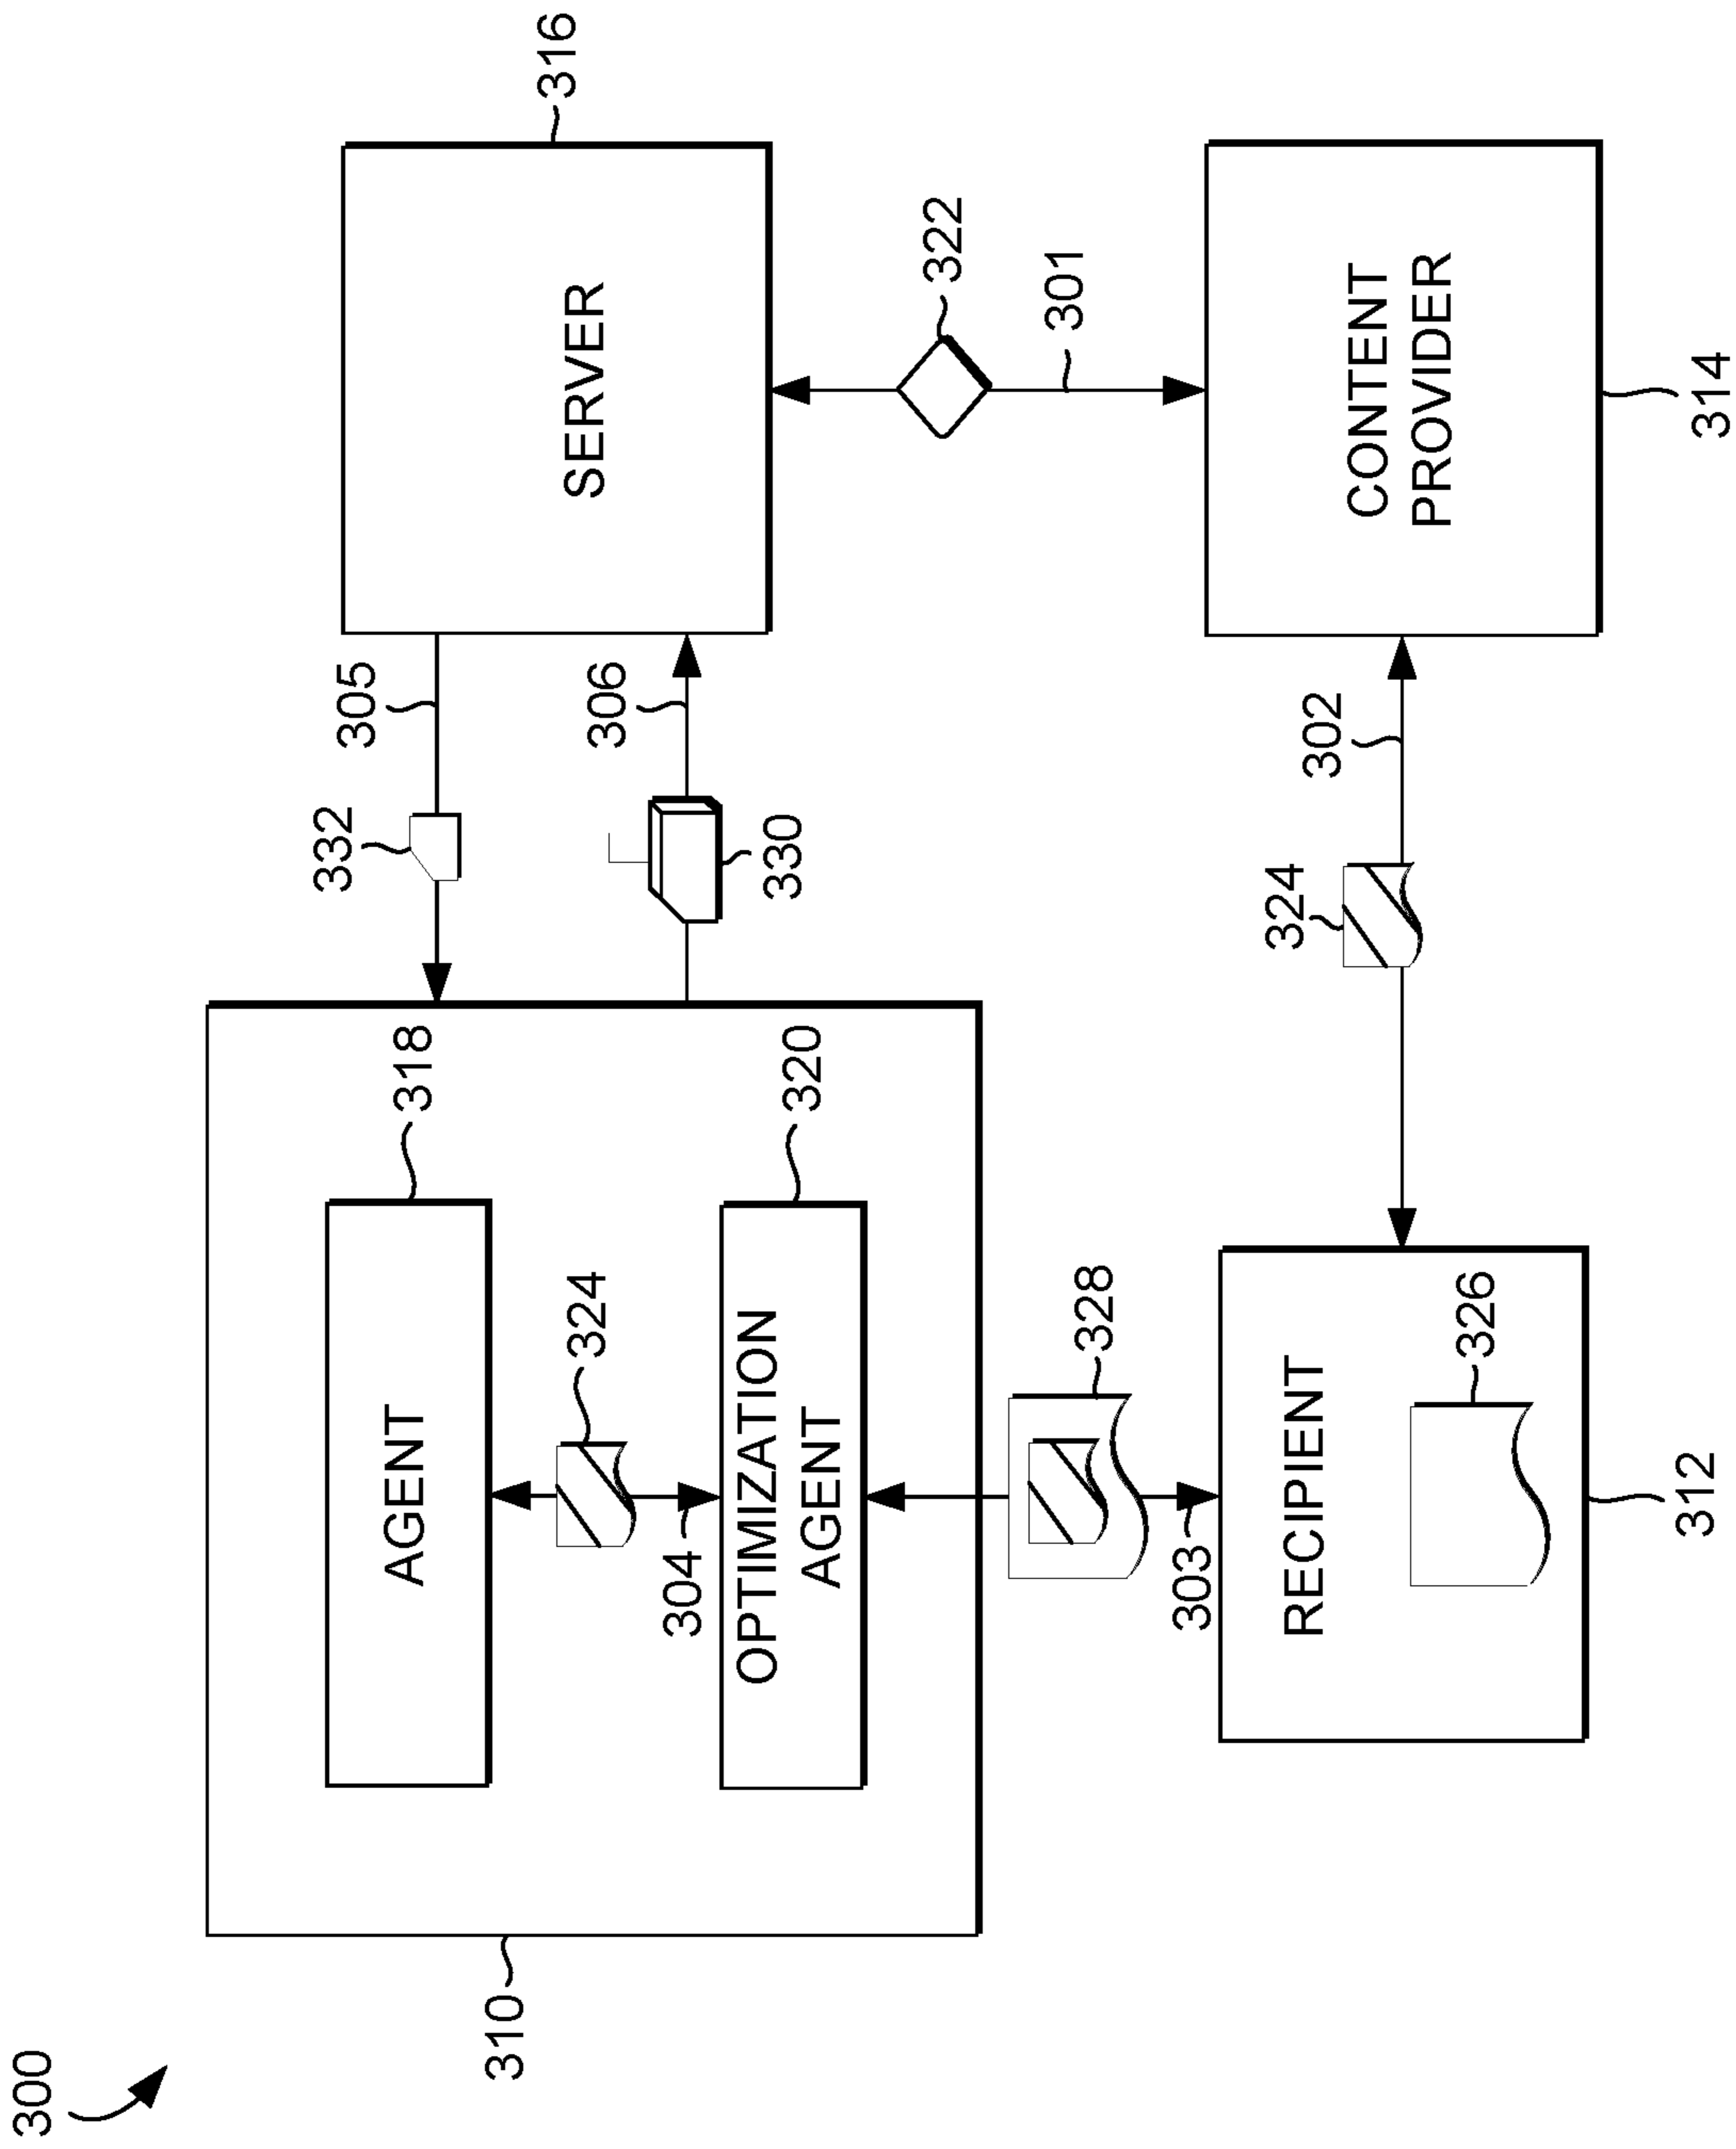 300
310
AGENT
318
324
304
OPTIMIZATION
AGENT
320
332
305
330
306
SERVER
316
328
303
322
301
RECIPIENT
326
312
324
302
CONTENT
PROVIDER
314